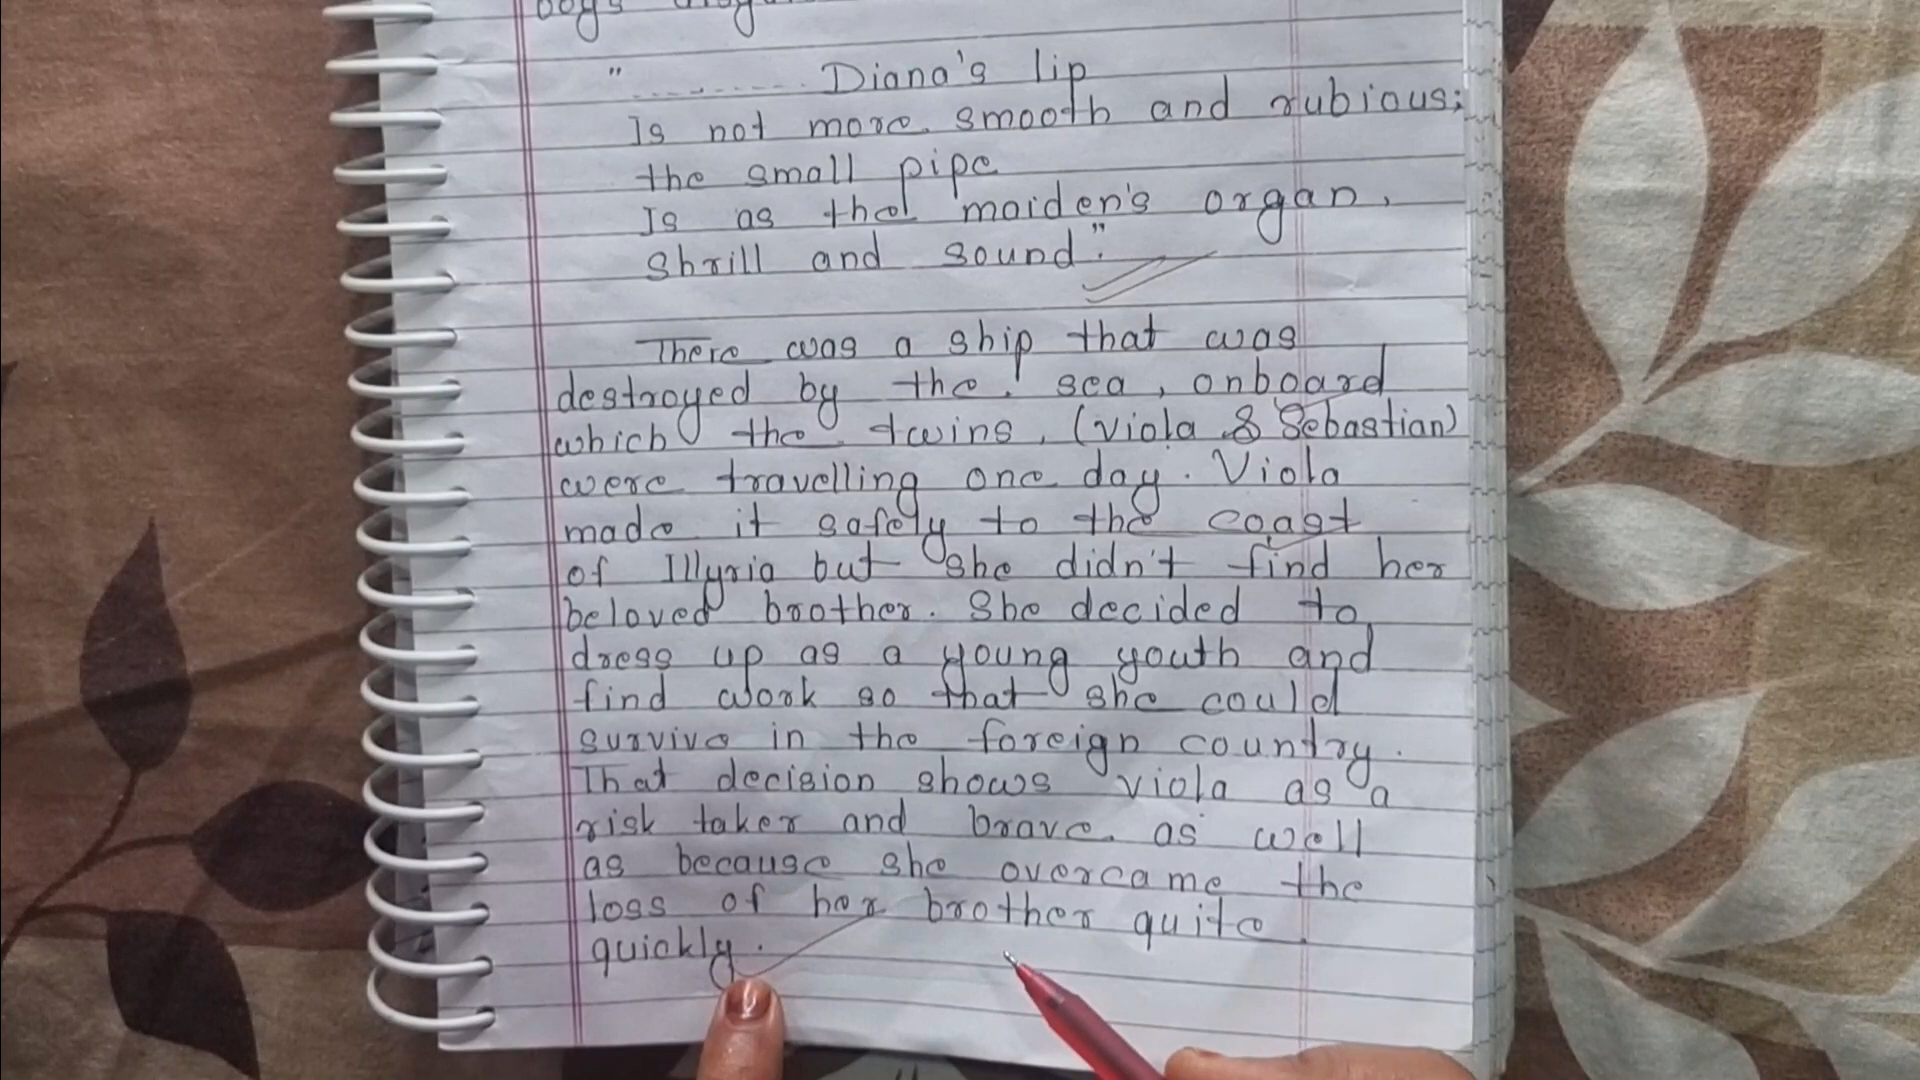 " ......... Diana's lip
Is not more smooth and rubious;
the small pipe
Is as the maiden's organ,
Shrill and sound".
There was a ship that was
destroyed by the sea, onboard
which the twins, (Viola & Sebastian)
were travelling one day. Viola
made it safely to the coast
of Illyria but she didn't find her
beloved brother. She decided to
dress up as a young youth and
find work so that she could
survive in the foreign country.
That decision shows viola as a
risk taker and brave as well
as because she overcame the
loss of her brother quite
quickly.